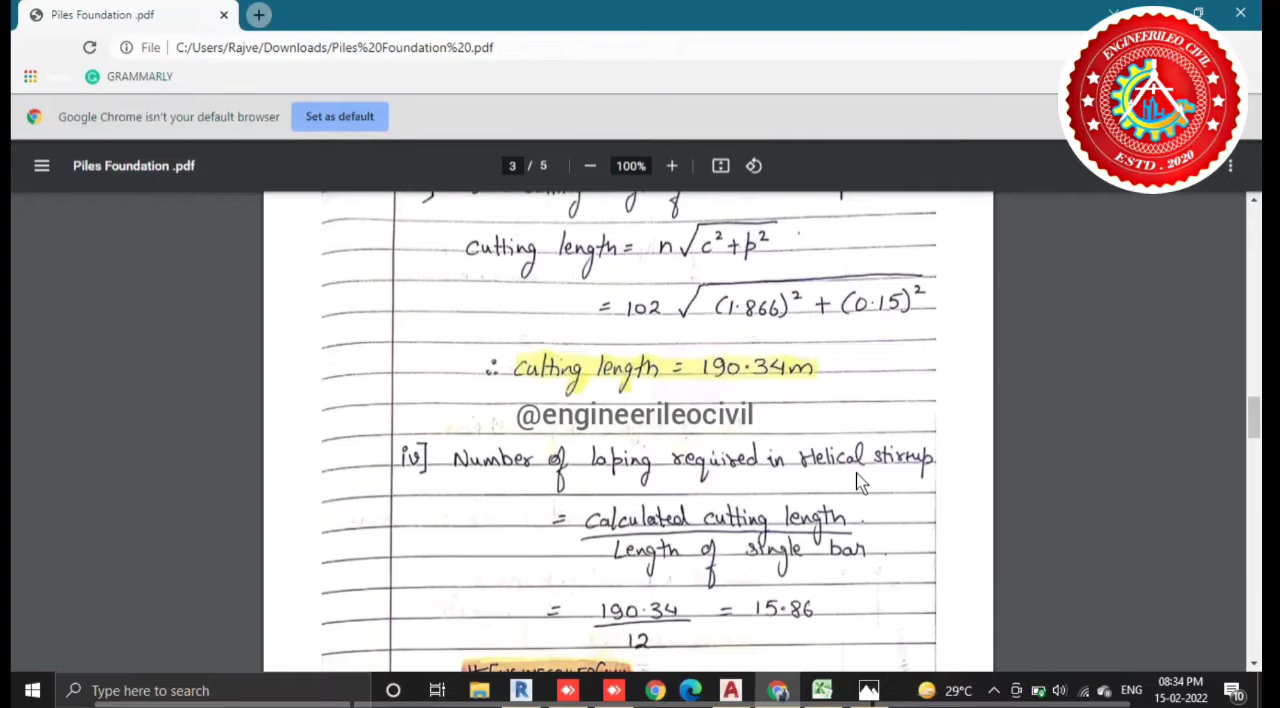 Piles Foundation .pdf
File
C:/Users/Rajve/Downloads/Piles%20Foundation%20.pdf
GRAMMARLY
Google Chrome isn't your default browser
Set as default
Piles Foundation .pdf
3 / 5
100%
ENGINEERILEO CIVIL
ESTD . 2020
Cutting length = n√c²+p²
= 102 √(1.866)² + (0.15)²
∴ Cutting length = 190.34m
@engineerileocivil
iv] Number of laping required in Helical stirrup
= Calculated cutting length
Length of single bar
= 190.34 = 15.86
12
Type here to search
29°C
ENG
08:34 PM
15-02-2022
10